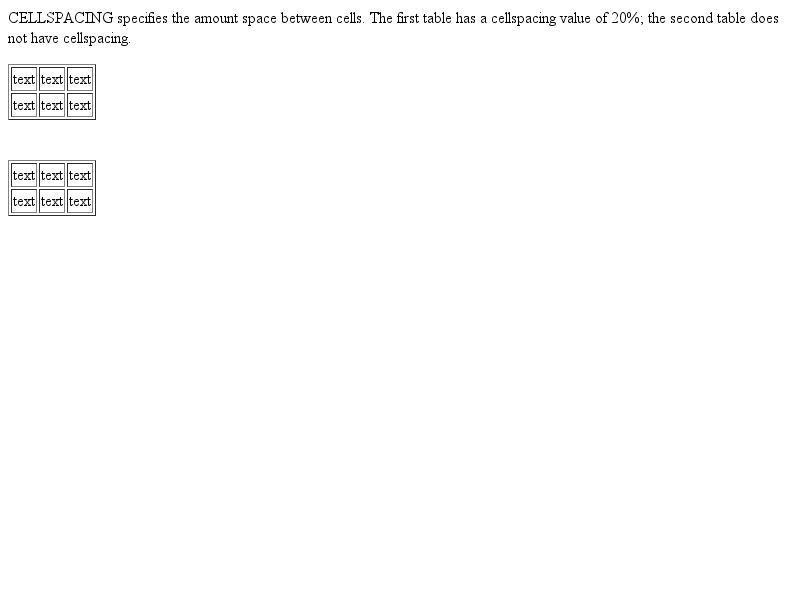 CELLSPACING specifies the amount space between cells. The first table has a cellspacing value of 20%; the second table does
not have cellspacing.
text text text
text text text
text text text
text text text